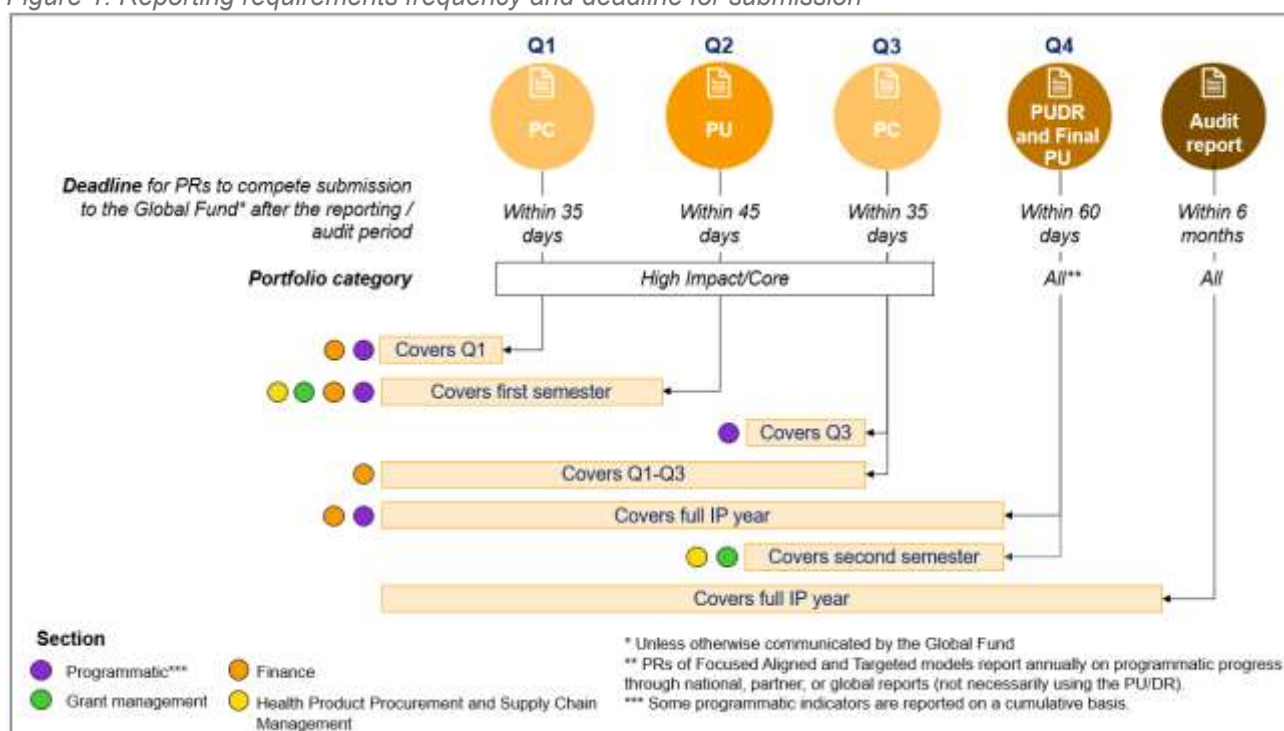 Figure 1. Reporting requirements frequency and deadline for submission
Q1
Q2
Q3
Q4
PC
PU
PC
PUDR
and Final
PU
Audit
report
Deadline for PRs to compete submission
to the Global Fund* after the reporting /
audit period
Within 35
days
Within 45
days
Within 35
days
Within 60
days
Within 6
months
Portfolio category
High Impact/Core
All**
All
Covers Q1
Covers first semester
Covers Q3
Covers Q1-Q3
Covers full IP year
Covers second semester
Covers full IP year
Section
Programmatic***
Finance
Grant management
Health Product Procurement and Supply Chain
Management
* Unless otherwise communicated by the Global Fund
** PRs of Focused Aligned and Targeted models report annually on programmatic progress
through national, partner, or global reports (not necessarily using the PU/DR).
*** Some programmatic indicators are reported on a cumulative basis.